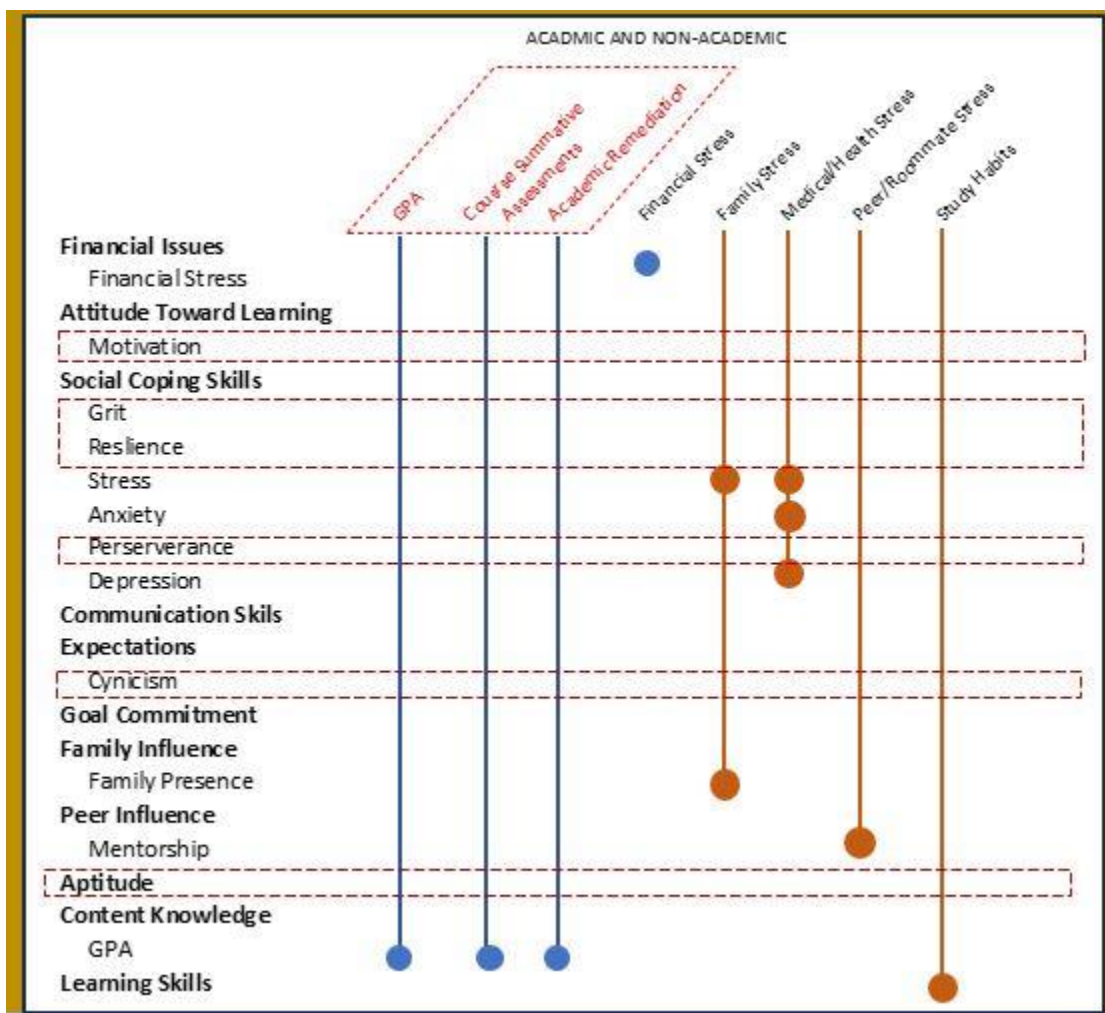 ACADMIC AND NON-ACADEMIC
GPA
Course Summative
Assessments
Academic Remediation
Financial Stress
Family Stress
Medical/Health Stress
Peer/Roommate Stress
Study Habits
Financial Issues
Financial Stress
Attitude Toward Learning
Motivation
Social Coping Skills
Grit
Reslience
Stress
Anxiety
Perserverance
Depression
Communication Skils
Expectations
Cynicism
Goal Commitment
Family Influence
Family Presence
Peer Influence
Mentorship
Aptitude
Content Knowledge
GPA
Learning Skills